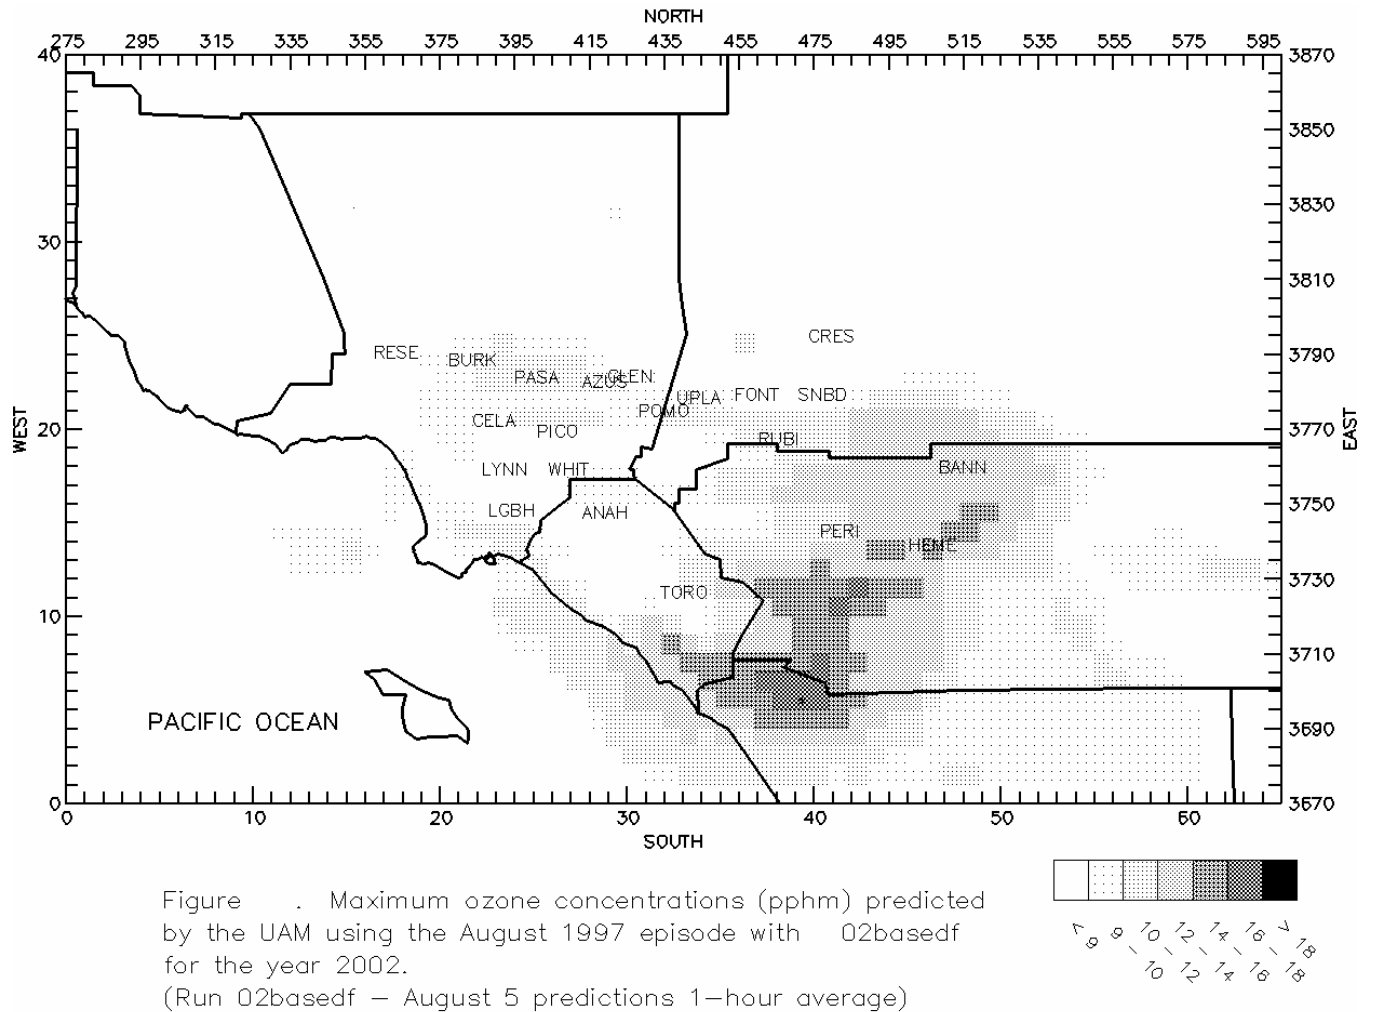 NORTH
275 295 315 335 355 375 395 415 435 455 475 495 515 535 555 575 595
40 3870
3850
3830
30
3810
CRES
RESE 3790
BURK
PASA AZUS GLEN
UPLA FONT SNBD
POMO
CELA
WEST 20 PICO RUBI 3770 EAST
LYNN WHIT BANN
LGBH ANAH 3750
PERI
HEME
TORO 3730
10
3710
PACIFIC OCEAN 3690
0 3670
0 10 20 30 40 50 60
SOUTH
< 9 9 - 10 10 - 12 12 - 14 14 - 16 16 - 18 > 18
Figure . Maximum ozone concentrations (pphm) predicted
by the UAM using the August 1997 episode with 02basedf
for the year 2002.
(Run 02basedf - August 5 predictions 1-hour average)